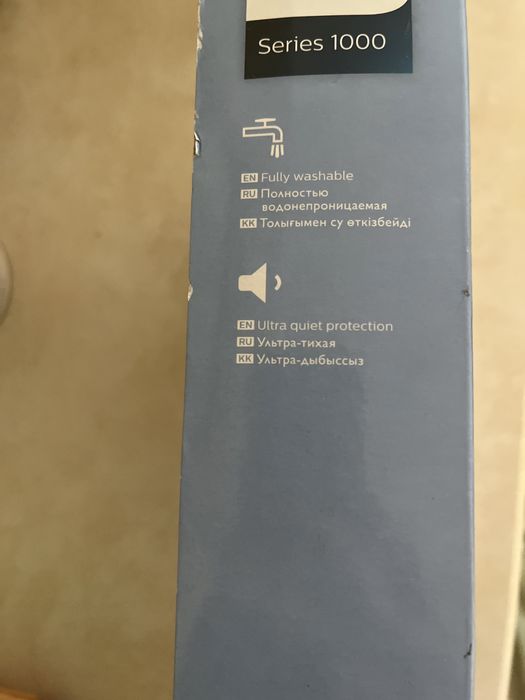 Series 1000
EN Fully washable
RU Полностью
водонепроницаемая
KK Толығымен су өткізбейді
EN Ultra quiet protection
RU Ультра-тихая
KK Ультра-дыбыссыз